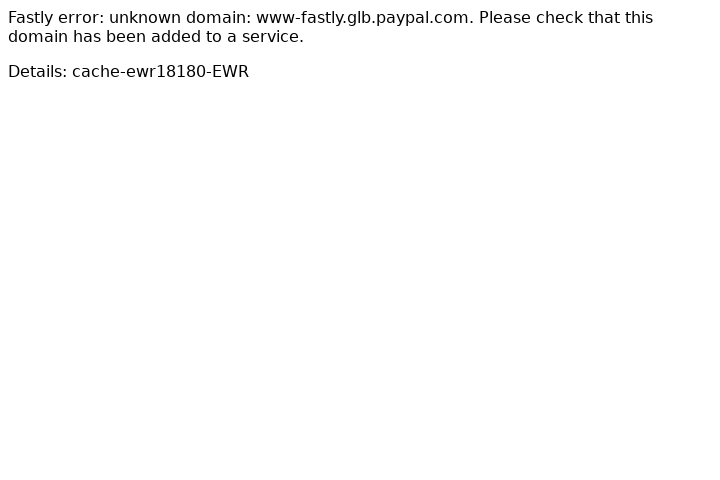 Fastly error: unknown domain: www-fastly.glb.paypal.com. Please check that this
domain has been added to a service.
Details: cache-ewr18180-EWR